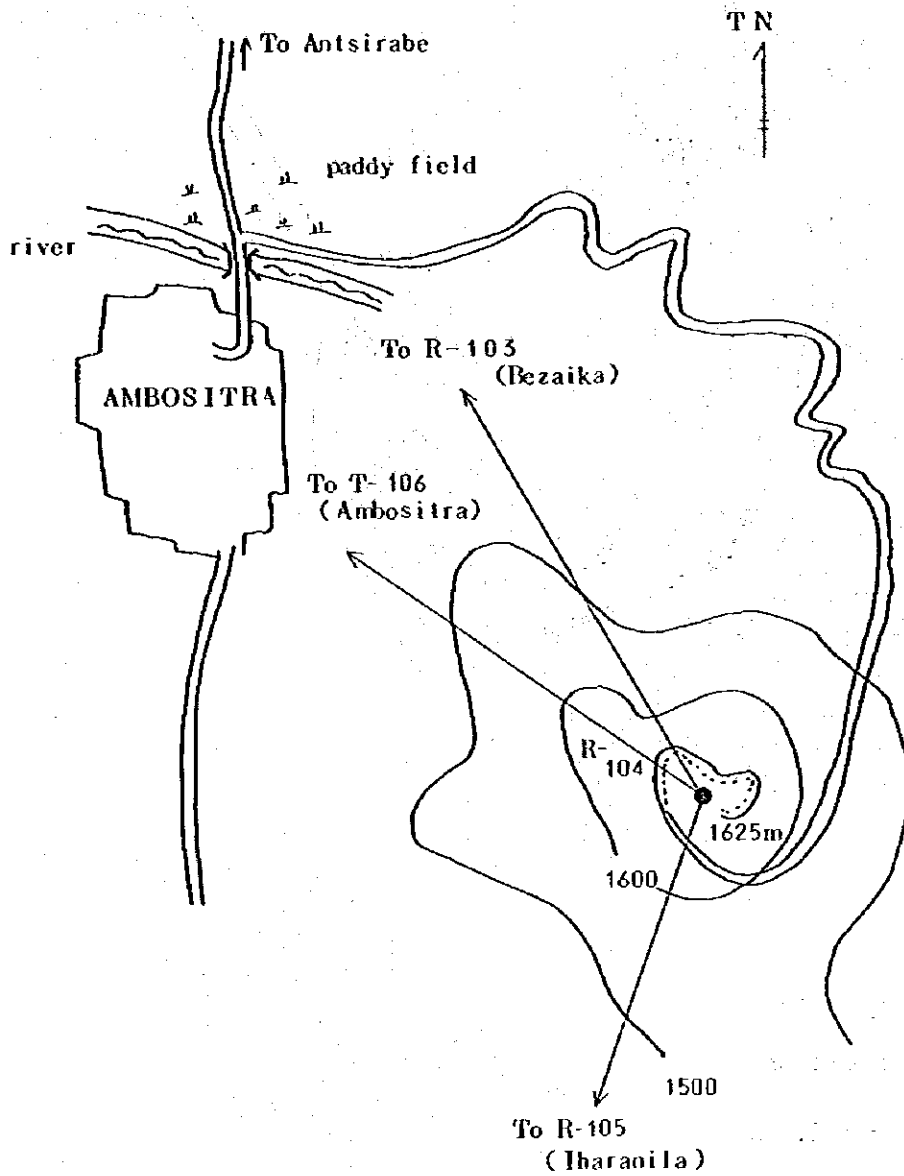 TN
To Antsirabe
paddy field
river
To R-103
(Bezaika)
AMBOSITRA
To T-106
(Ambositra)
R-
104
1625m
1600
1500
To R-105
(Iharanila)